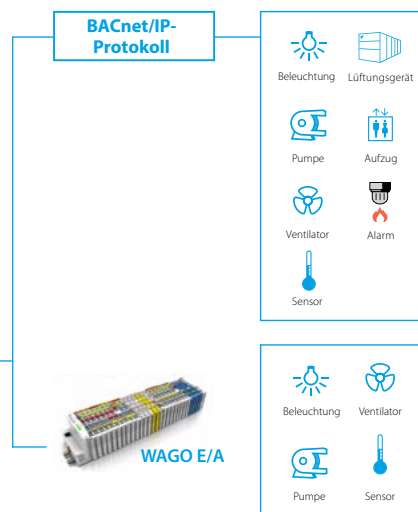 BACnet/IP-
Protokoll
Beleuchtung
Lüftungsgerät
Pumpe
Aufzug
Ventilator
Alarm
Sensor
WAGO E/A
Beleuchtung
Ventilator
Pumpe
Sensor